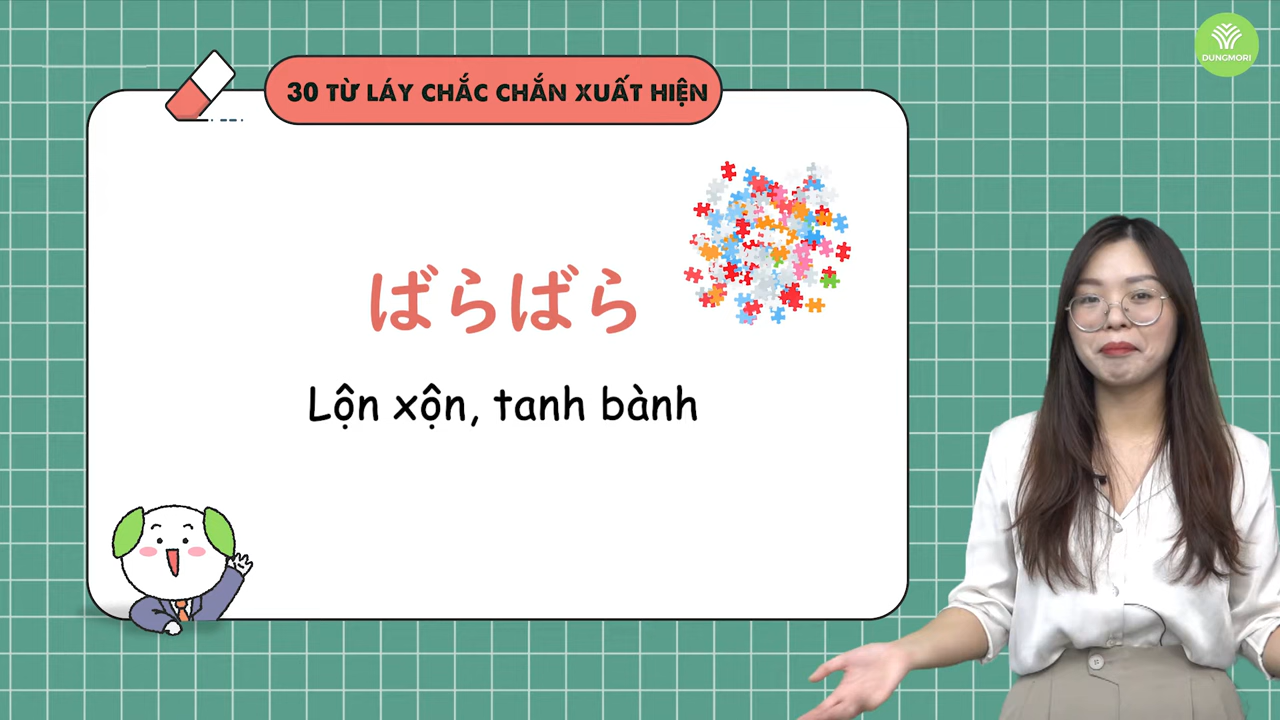 DUNGMORI
30 TỪ LÁY CHẮC CHẮN XUẤT HIỆN
ばらばら
Lộn xộn, tanh bành